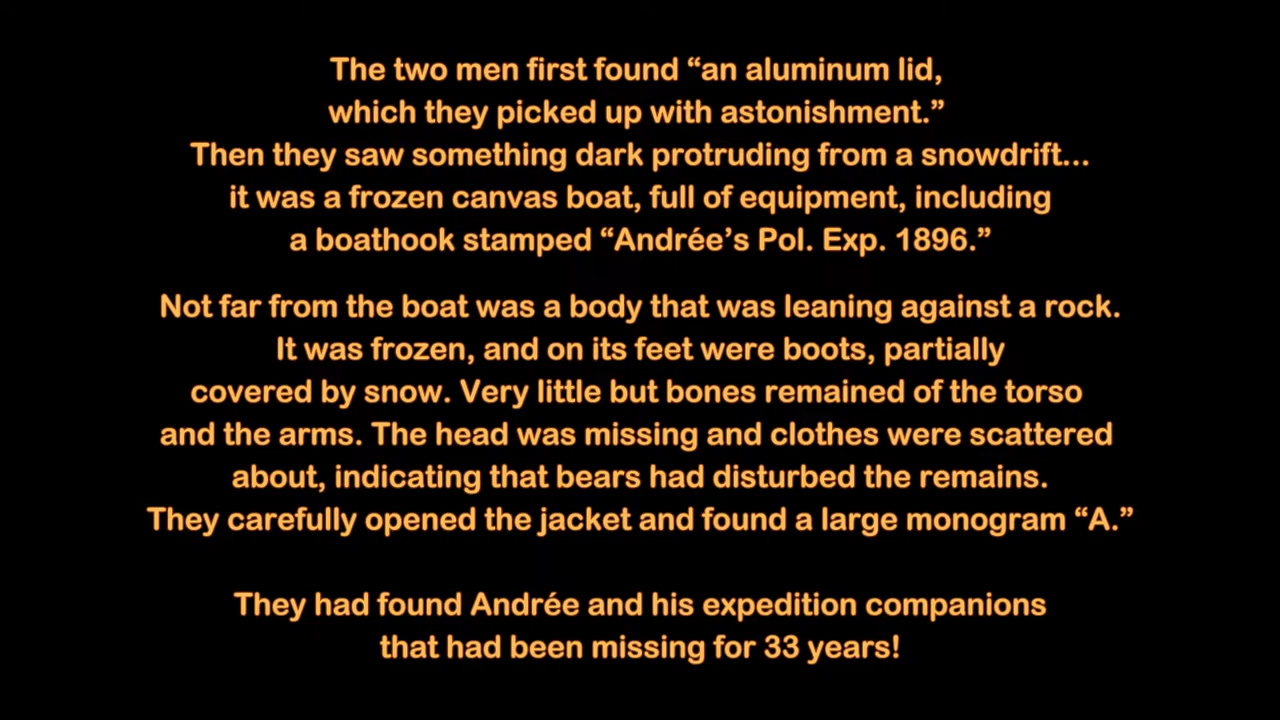 The two men first found “an aluminum lid,
which they picked up with astonishment.”
Then they saw something dark protruding from a snowdrift...
it was a frozen canvas boat, full of equipment, including
a boathook stamped “Andrée’s Pol. Exp. 1896.”
Not far from the boat was a body that was leaning against a rock.
It was frozen, and on its feet were boots, partially
covered by snow. Very little but bones remained of the torso
and the arms. The head was missing and clothes were scattered
about, indicating that bears had disturbed the remains.
They carefully opened the jacket and found a large monogram “A.”
They had found Andrée and his expedition companions
that had been missing for 33 years!